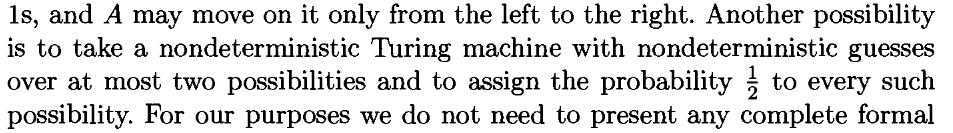 1s, and A may move on it only from the left to the right. Another possibility
is to take a nondeterministic Turing machine with nondeterministic guesses
over at most two possibilities and to assign the probability 1/2 to every such
possibility. For our purposes we do not need to present any complete formal